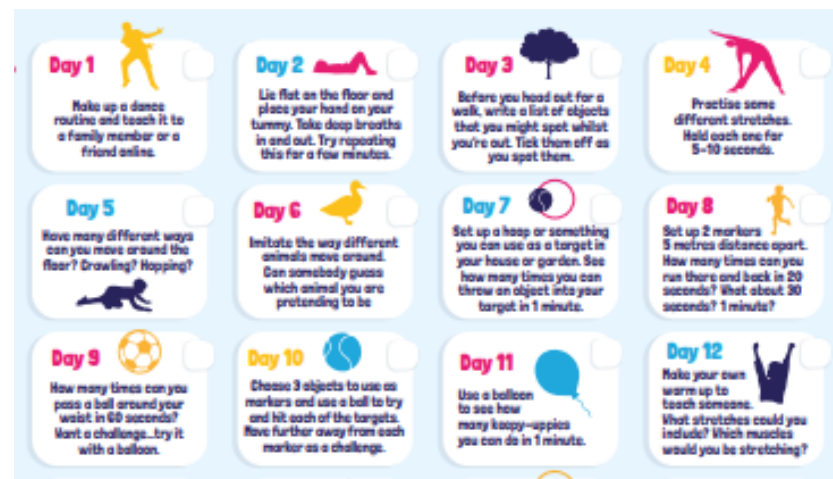 Day 1
Make up a dance
routine and teach it to
a family member or a
friend online.
Day 2
Lie flat on the floor and
place your hand on your
tummy. Take deep breaths
in and out. Try repeating
this for a few minutes.
Day 3
Before you head out for a
walk, write a list of objects
that you might spot whilst
you're out. Tick them off as
you spot them.
Day 4
Practise some
different stretches.
Hold each one for
5-10 seconds.
Day 5
How many different ways
can you move around the
floor? Crawling? Hopping?
Day 6
Imitate the way different
animals move around.
Can somebody guess
which animal you are
pretending to be
Day 7
Set up a hoop or something
you can use as a target in
your house or garden. See
how many times you can
throw an object into your
target in 1 minute.
Day 8
Set up 2 markers
5 metres distance apart.
How many times can you
run there and back in 20
seconds? What about 30
seconds? 1 minute?
Day 9
How many times can you
pass a ball around your
waist in 60 seconds?
Want a challenge...try it
with a balloon.
Day 10
Choose 3 objects to use as
markers and use a ball to try
and hit each of the targets.
Move further away from each
marker as a challenge.
Day 11
Use a balloon
to see how
many keepy-uppies
you can do in 1 minute.
Day 12
Make your own
warm up to
teach someone.
What stretches could you
include? Which muscles
would you be stretching?